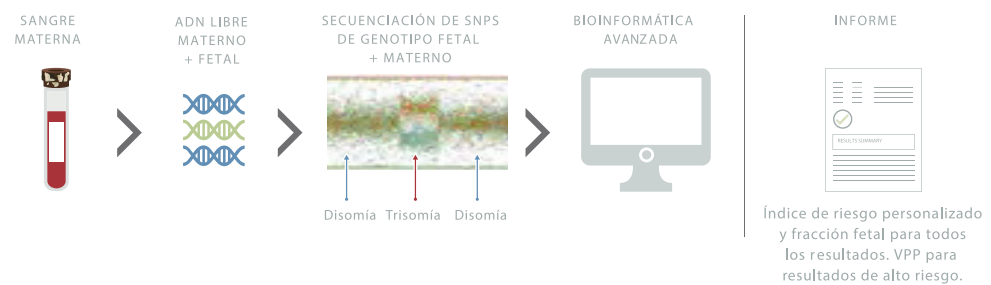 SANGRE
MATERNA
ADN LIBRE
MATERNO
+ FETAL
SECUENCIACIÓN DE SNPS
DE GENOTIPO FETAL
+ MATERNO
Disomía Trisomía Disomía
BIOINFORMÁTICA
AVANZADA
INFORME
RESULTS SUMMARY
Índice de riesgo personalizado
y fracción fetal para todos
los resultados. VPP para
resultados de alto riesgo.